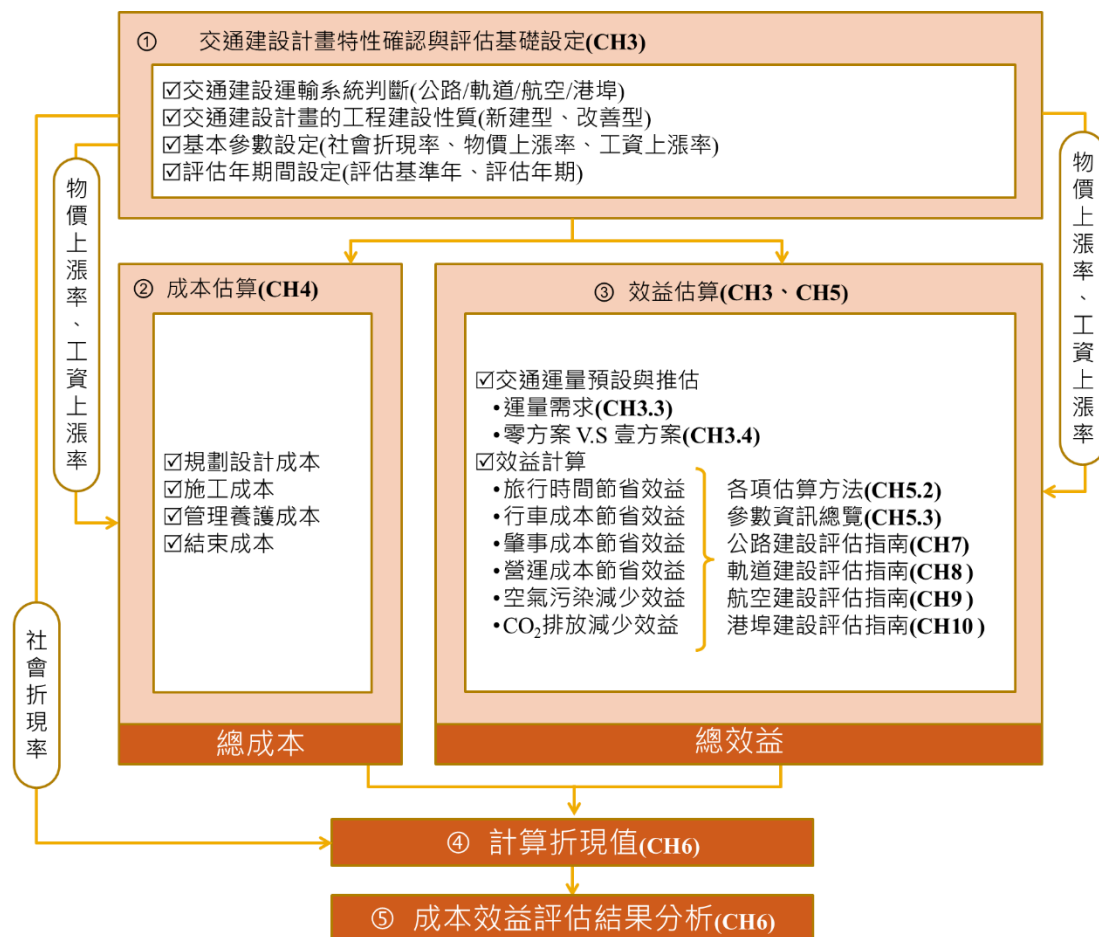 ① 交通建設計畫特性確認與評估基礎設定(CH3)
☑交通建設運輸系統判斷(公路/軌道/航空/港埠)
☑交通建設計畫的工程建設性質(新建型、改善型)
☑基本參數設定(社會折現率、物價上漲率、工資上漲率)
☑評估年期間設定(評估基準年、評估年期)
物價上漲率、工資上漲率
物價上漲率、工資上漲率
社會折現率
② 成本估算(CH4)
☑規劃設計成本
☑施工成本
☑管理養護成本
☑結束成本
總成本
③ 效益估算(CH3、CH5)
☑交通運量預設與推估
•運量需求(CH3.3)
•零方案 V.S 壹方案(CH3.4)
☑效益計算
•旅行時間節省效益
•行車成本節省效益
•肇事成本節省效益
•營運成本節省效益
•空氣污染減少效益
•CO₂排放減少效益
各項估算方法(CH5.2)
參數資訊總覽(CH5.3)
公路建設評估指南(CH7)
軌道建設評估指南(CH8)
航空建設評估指南(CH9)
港埠建設評估指南(CH10 )
總效益
④ 計算折現值(CH6)
⑤ 成本效益評估結果分析(CH6)